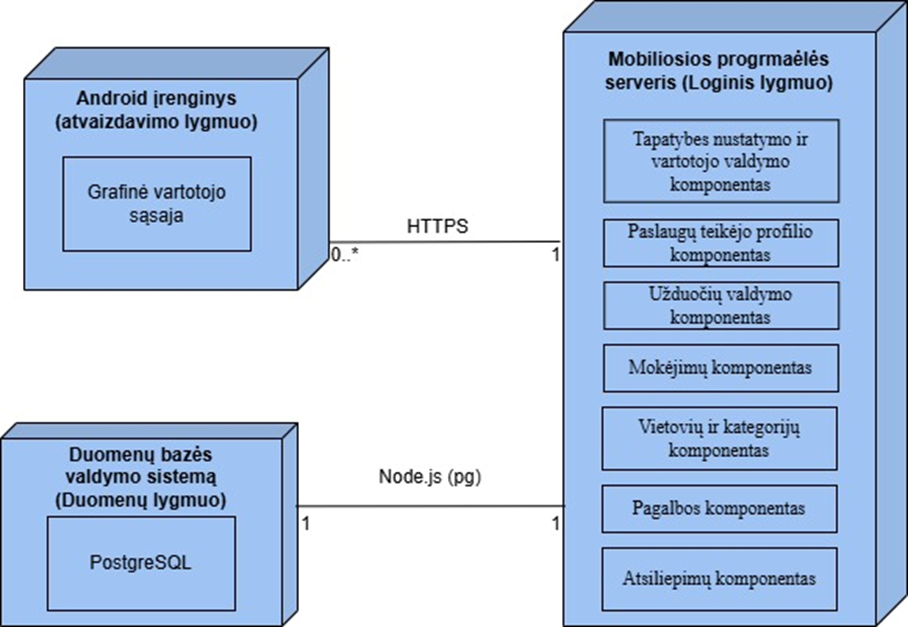 Android įrenginys
(atvaizdavimo lygmuo)
Grafinė vartotojo
sąsaja
HTTPS
0..*
1
Mobiliosios progrmaėlės
serveris (Loginis lygmuo)
Tapatybes nustatymo ir
vartotojo valdymo
komponentas
Paslaugų teikėjo profilio
komponentas
Užduočių valdymo
komponentas
Mokėjimų komponentas
Vietovių ir kategorijų
komponentas
Pagalbos komponentas
Atsiliepimų komponentas
Duomenų bazės
valdymo sistemą
(Duomenų lygmuo)
PostgreSQL
Node.js (pg)
1
1